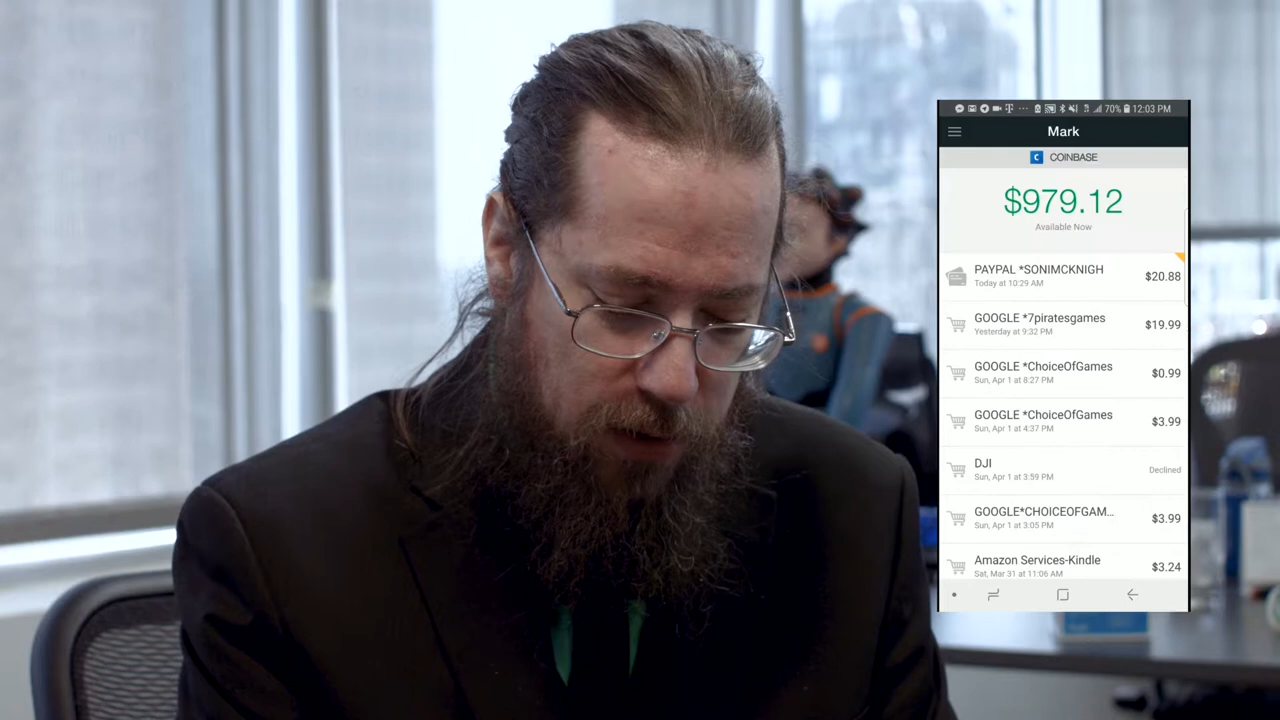 70% 12:03 PM
Mark
C COINBASE
$979.12
Available Now
PAYPAL *SONIMCKNIGH
$20.88
Today at 10:29 AM
GOOGLE *7piratesgames
$19.99
Yesterday at 9:32 PM
GOOGLE *ChoiceOfGames
$0.99
Sun, Apr 1 at 8:27 PM
GOOGLE *ChoiceOfGames
$3.99
Sun, Apr 1 at 4:37 PM
DJI
Declined
Sun, Apr 1 at 3:59 PM
GOOGLE*CHOICEOFGAM...
$3.99
Sun, Apr 1 at 3:05 PM
Amazon Services-Kindle
$3.24
Sat, Mar 31 at 11:06 AM